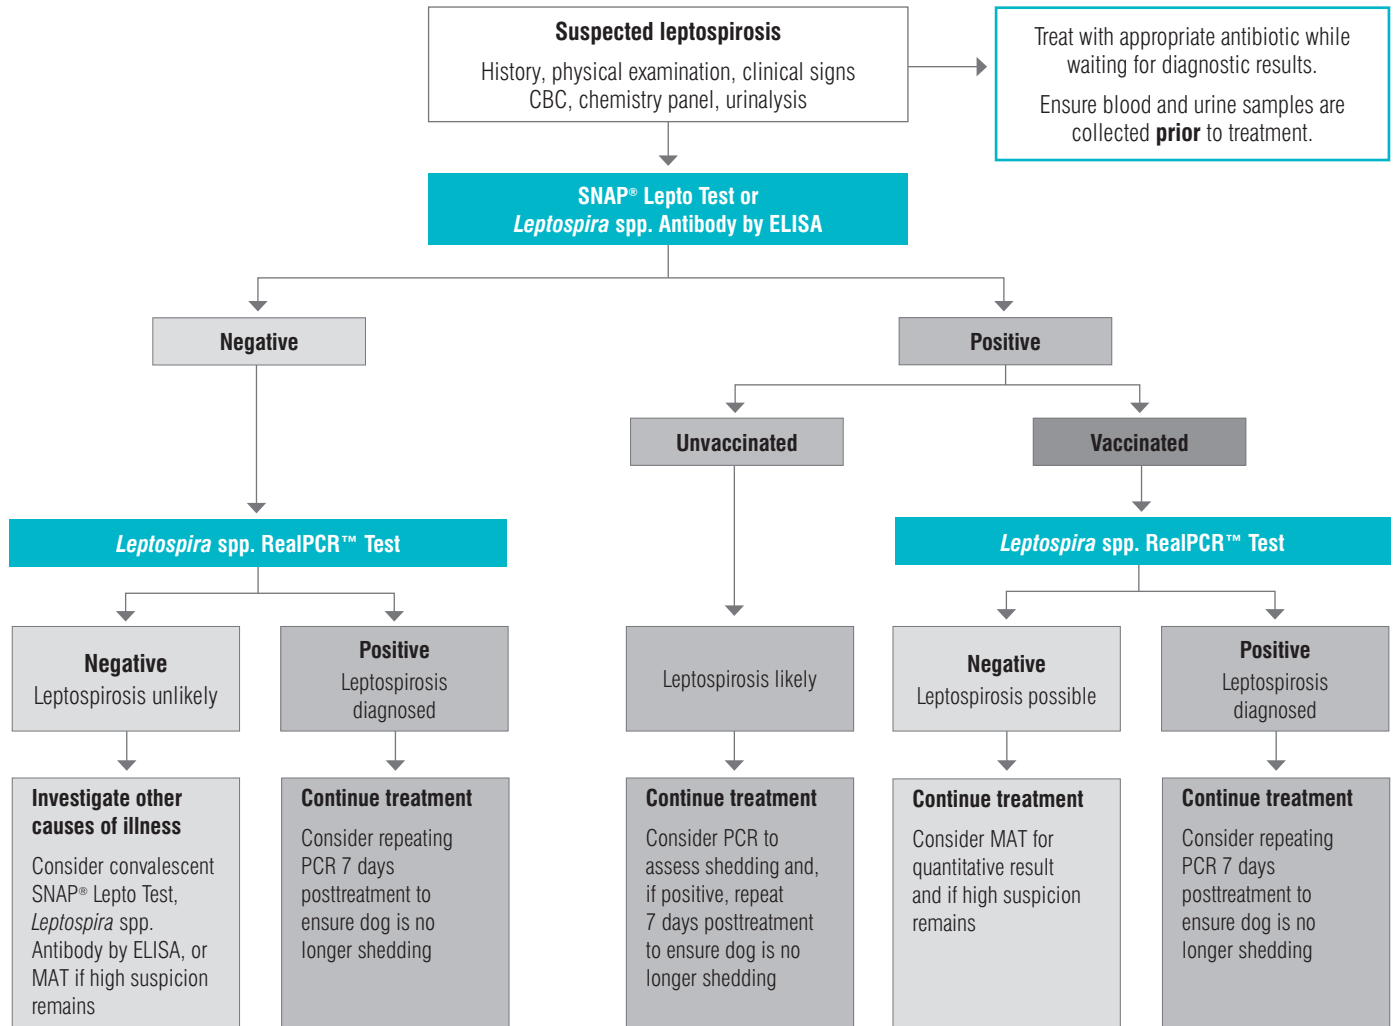 Suspected leptospirosis
History, physical examination, clinical signs
CBC, chemistry panel, urinalysis
Treat with appropriate antibiotic while
waiting for diagnostic results.
Ensure blood and urine samples are
collected prior to treatment.
SNAP® Lepto Test or
Leptospira spp. Antibody by ELISA
Negative
Positive
Unvaccinated
Vaccinated
Leptospira spp. RealPCR™ Test
Leptospira spp. RealPCR™ Test
Negative
Leptospirosis unlikely
Positive
Leptospirosis
diagnosed
Leptospirosis likely
Negative
Leptospirosis possible
Positive
Leptospirosis
diagnosed
Investigate other
causes of illness
Consider convalescent
SNAP® Lepto Test,
Leptospira spp.
Antibody by ELISA, or
MAT if high suspicion
remains
Continue treatment
Consider repeating
PCR 7 days
posttreatment to
ensure dog is no
longer shedding
Continue treatment
Consider PCR to
assess shedding and,
if positive, repeat
7 days posttreatment
to ensure dog is no
longer shedding
Continue treatment
Consider MAT for
quantitative result
and if high suspicion
remains
Continue treatment
Consider repeating
PCR 7 days
posttreatment to
ensure dog is no
longer shedding